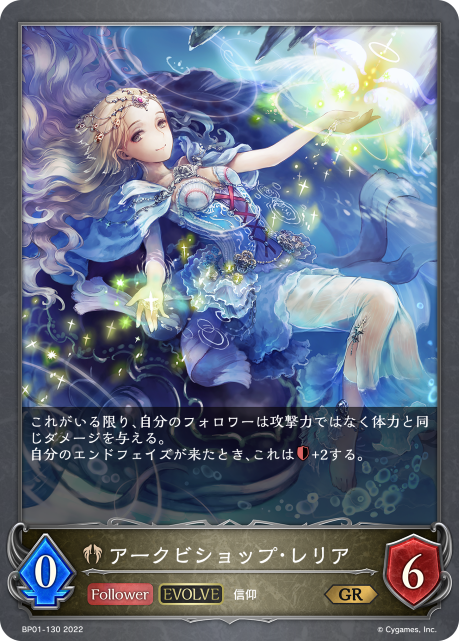 これがいる限り、自分のフォロワーは攻撃力ではなく体力と同
じダメージを与える。
自分のエンドフェイズが来たとき、これは+2する。
アークビショップ・レリア
0
Follower EVOLVE 信仰 GR
6
BP01-130 2022 © Cygames, Inc.